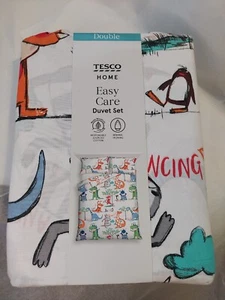 Double
TESCO
HOME
Easy
Care
Duvet Set
NCING